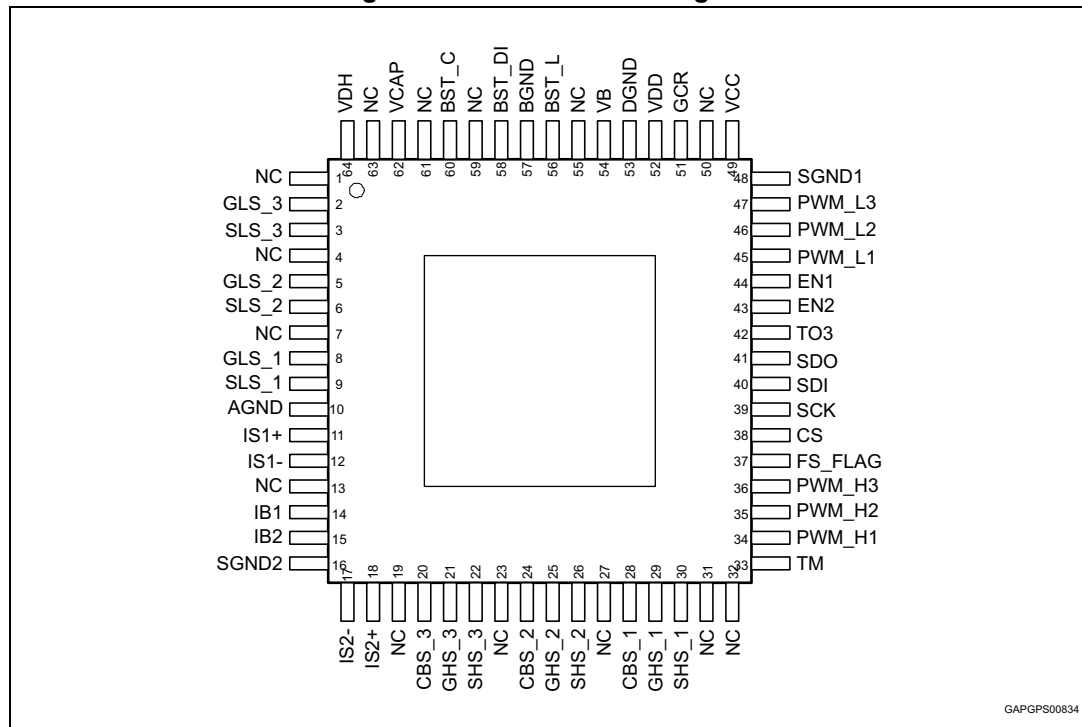 VDH
NC
VCAP
NC
BST_C
NC
BST_DI
BGND
BST_L
NC
VB
DGND
VDD
GCR
NC
VCC
64
63
62
61
60
59
58
57
56
55
54
53
52
51
50
49
NC 1
GLS_3 2
SLS_3 3
NC 4
GLS_2 5
SLS_2 6
NC 7
GLS_1 8
SLS_1 9
AGND 10
IS1+ 11
IS1- 12
NC 13
IB1 14
IB2 15
SGND2 16
48 SGND1
47 PWM_L3
46 PWM_L2
45 PWM_L1
44 EN1
43 EN2
42 TO3
41 SDO
40 SDI
39 SCK
38 CS
37 FS_FLAG
36 PWM_H3
35 PWM_H2
34 PWM_H1
33 TM
17
18
19
20
21
22
23
24
25
26
27
28
29
30
31
32
IS2-
IS2+
NC
CBS_3
GHS_3
SHS_3
NC
CBS_2
GHS_2
SHS_2
NC
CBS_1
GHS_1
SHS_1
NC
NC
GAPGPS00834